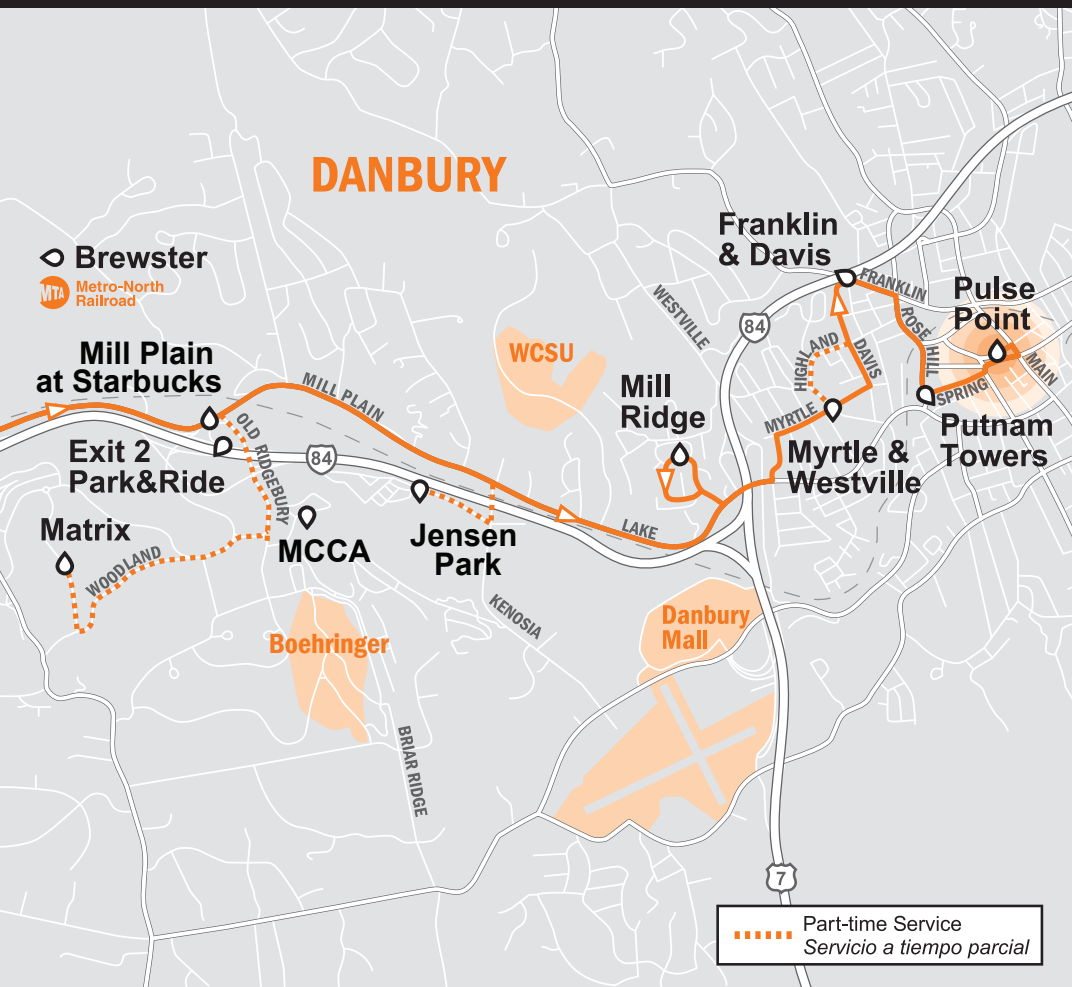 DANBURY
Franklin
& Davis
Brewster
MTA
Metro-North
Railroad
FRANKLIN
Pulse
Point
WESTVILLE
ROSE HILL
84
WCSU
HIGHLAND
DAVIS
MAIN
Mill Plain
at Starbucks
MILL PLAIN
Mill
Ridge
SPRING
MYRTLE
Putnam
Towers
OLD RIDGEBURY
Exit 2
Park&Ride
84
Myrtle &
Westville
Matrix
MCCA
Jensen
Park
LAKE
WOODLAND
KENOSIA
Danbury
Mall
Boehringer
BRIAR RIDGE
7
Part-time Service
Servicio a tiempo parcial